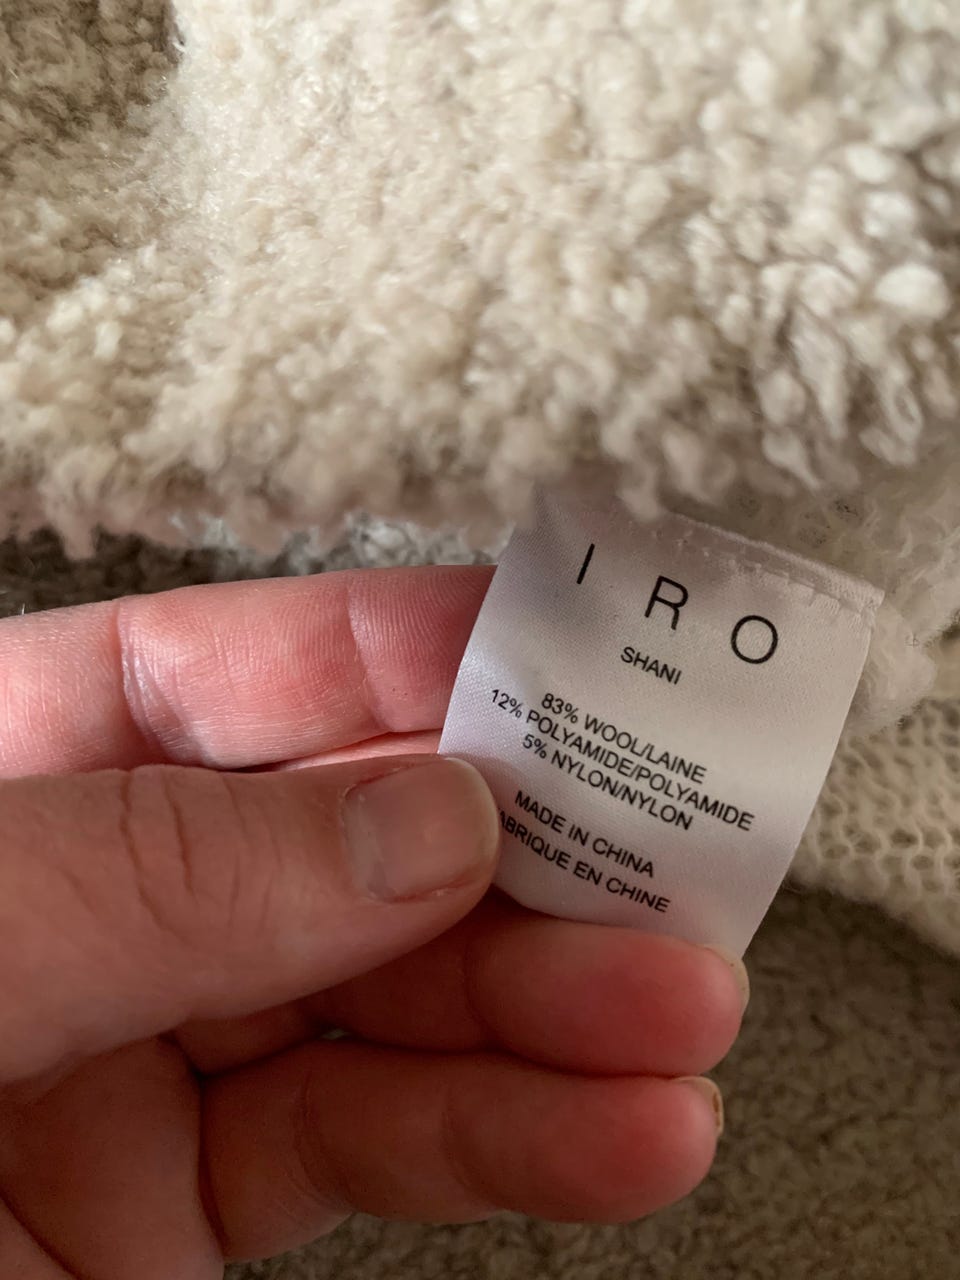 IRO
SHANI
83% WOOL/LAINE
12% POLYAMIDE/POLYAMIDE
5% NYLON/NYLON
MADE IN CHINA
ABRIQUE EN CHINE